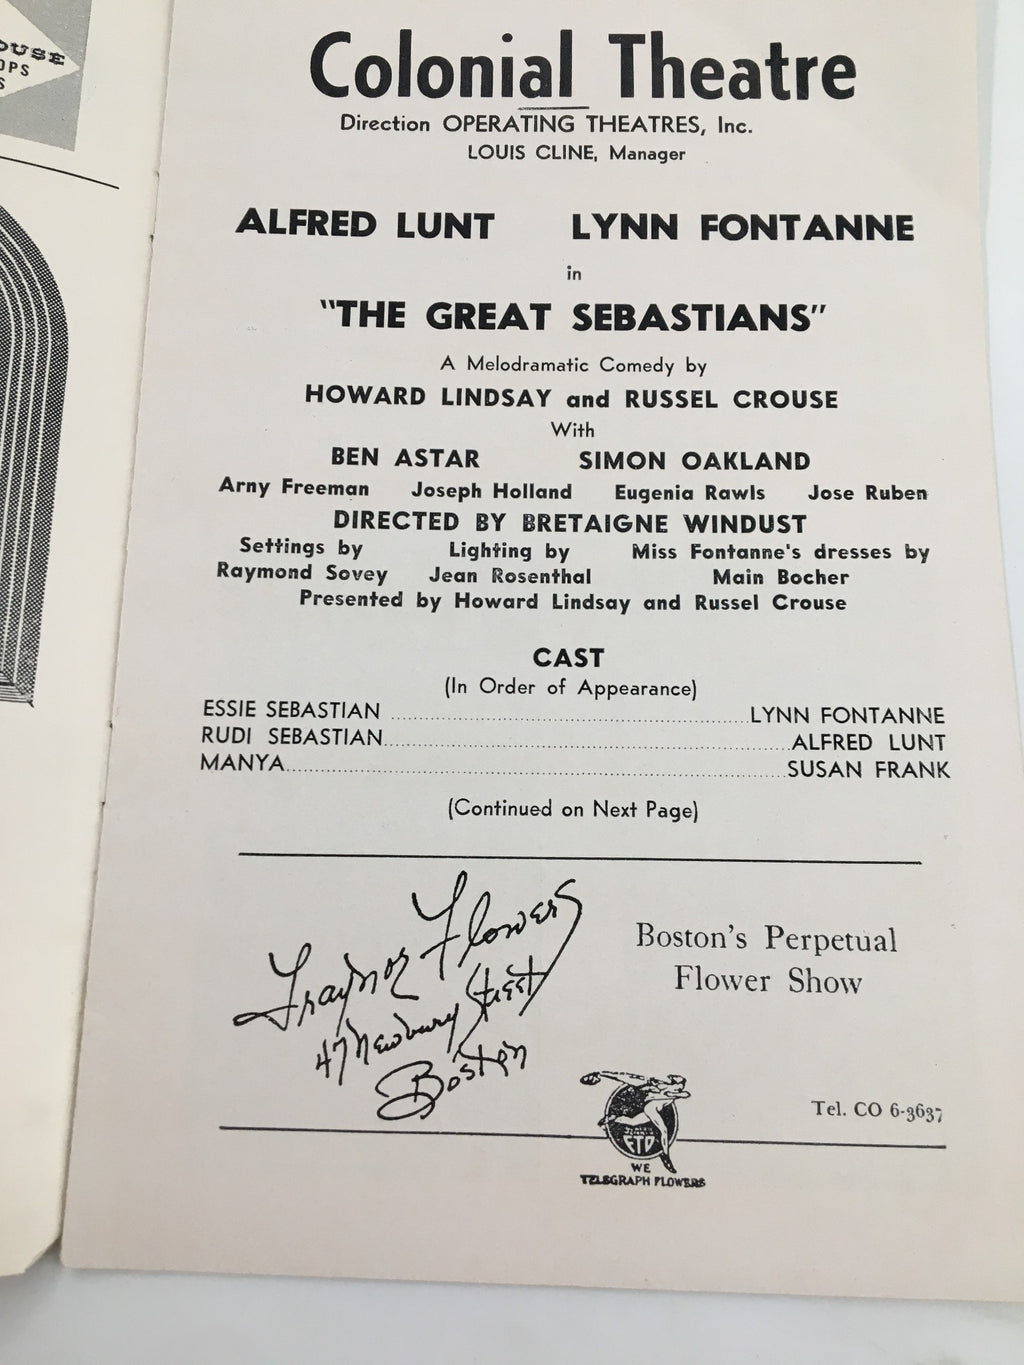 OUSE
OPS
S
Colonial Theatre
Direction OPERATING THEATRES, Inc.
LOUIS CLINE, Manager
ALFRED LUNT LYNN FONTANNE
in
"THE GREAT SEBASTIANS"
A Melodramatic Comedy by
HOWARD LINDSAY and RUSSEL CROUSE
With
BEN ASTAR SIMON OAKLAND
Arny Freeman Joseph Holland Eugenia Rawls Jose Ruben
DIRECTED BY BRETAIGNE WINDUST
Settings by Lighting by Miss Fontanne's dresses by
Raymond Sovey Jean Rosenthal Main Bocher
Presented by Howard Lindsay and Russel Crouse
CAST
(In Order of Appearance)
ESSIE SEBASTIAN ........ LYNN FONTANNE
RUDI SEBASTIAN ........ ALFRED LUNT
MANYA ........ SUSAN FRANK
(Continued on Next Page)
Traynor Flowers
47 Newbury Street
Boston
Boston's Perpetual
Flower Show
Tel. CO 6-3637
FTD
WE
TELEGRAPH FLOWERS